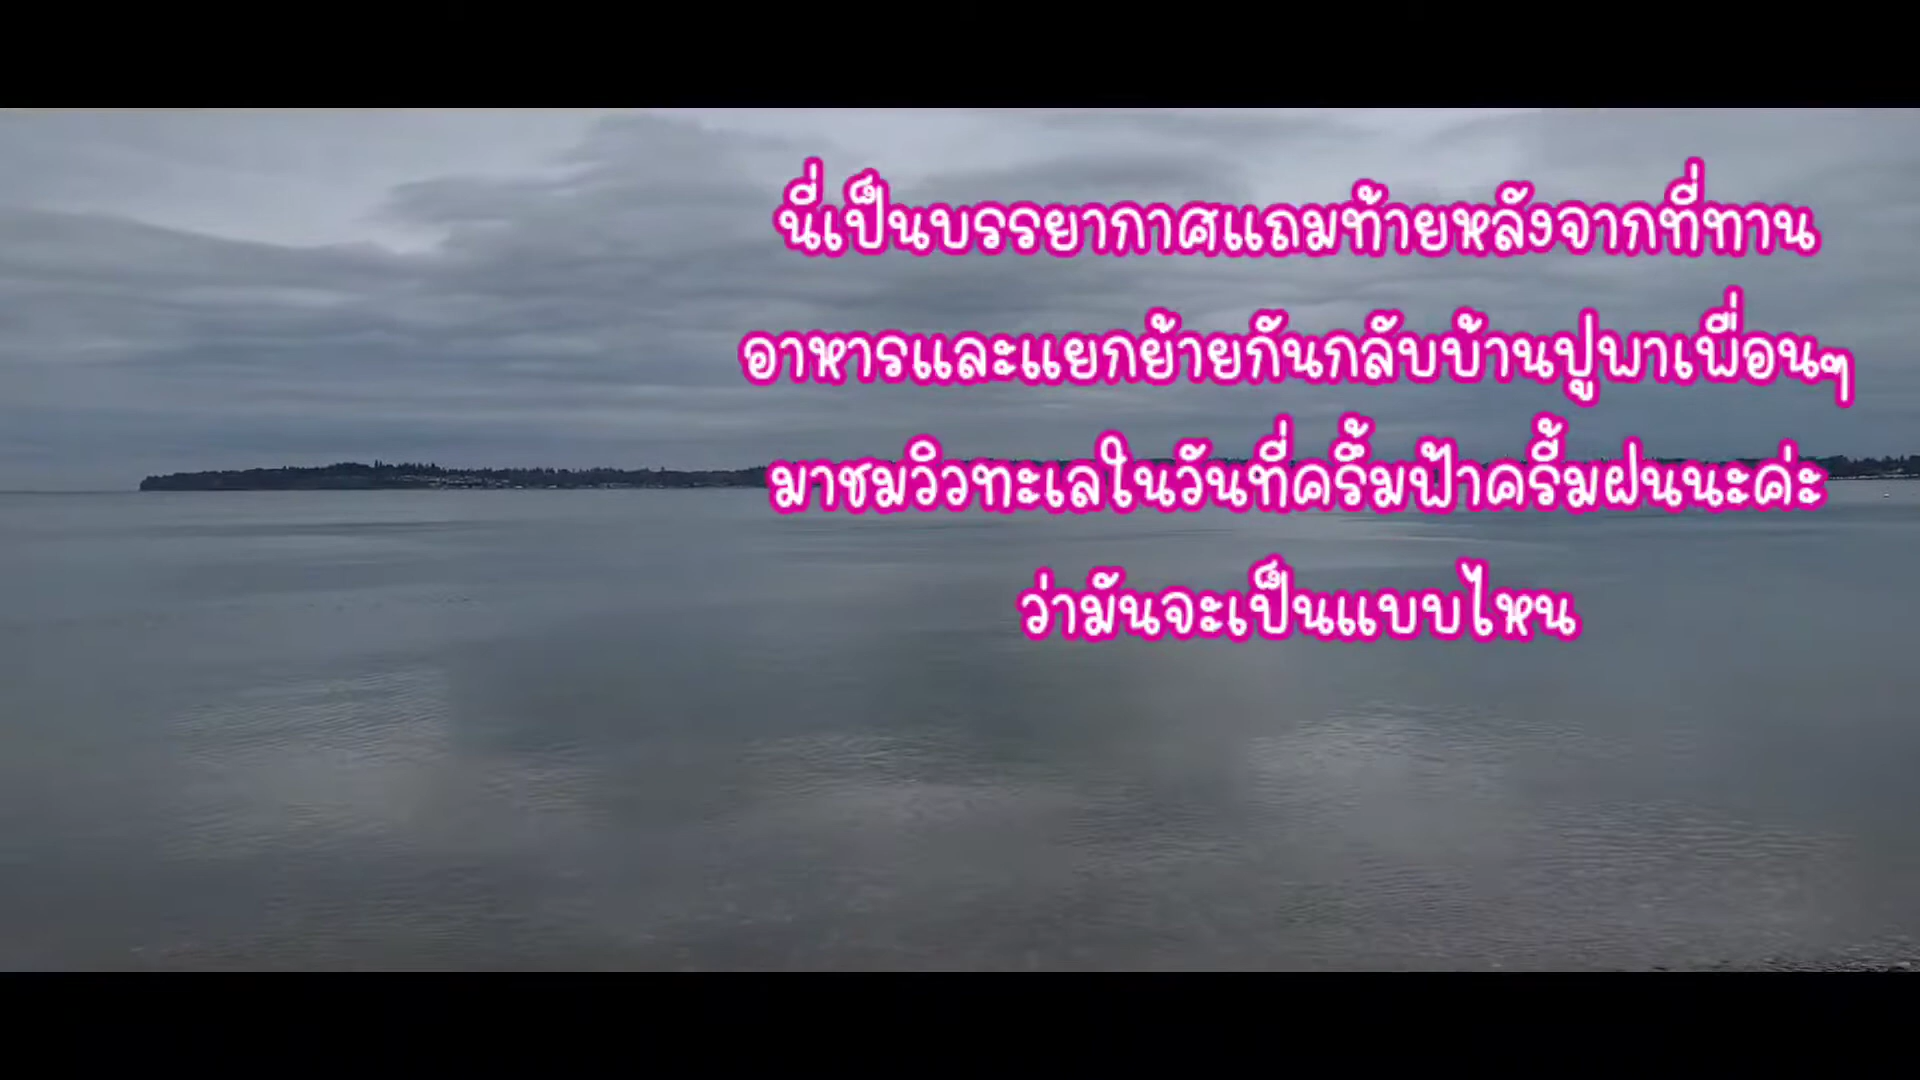 นี่เป็นบรรยากาศแถมท้ายหลังจากที่ทาน
อาหารและแยกย้ายกันกลับบ้านปูพาเพื่อนๆ
มาชมวิวทะเลในวันที่ครึ้มฟ้าครึ้มฝนนะค่ะ
ว่ามันจะเป็นแบบไหน